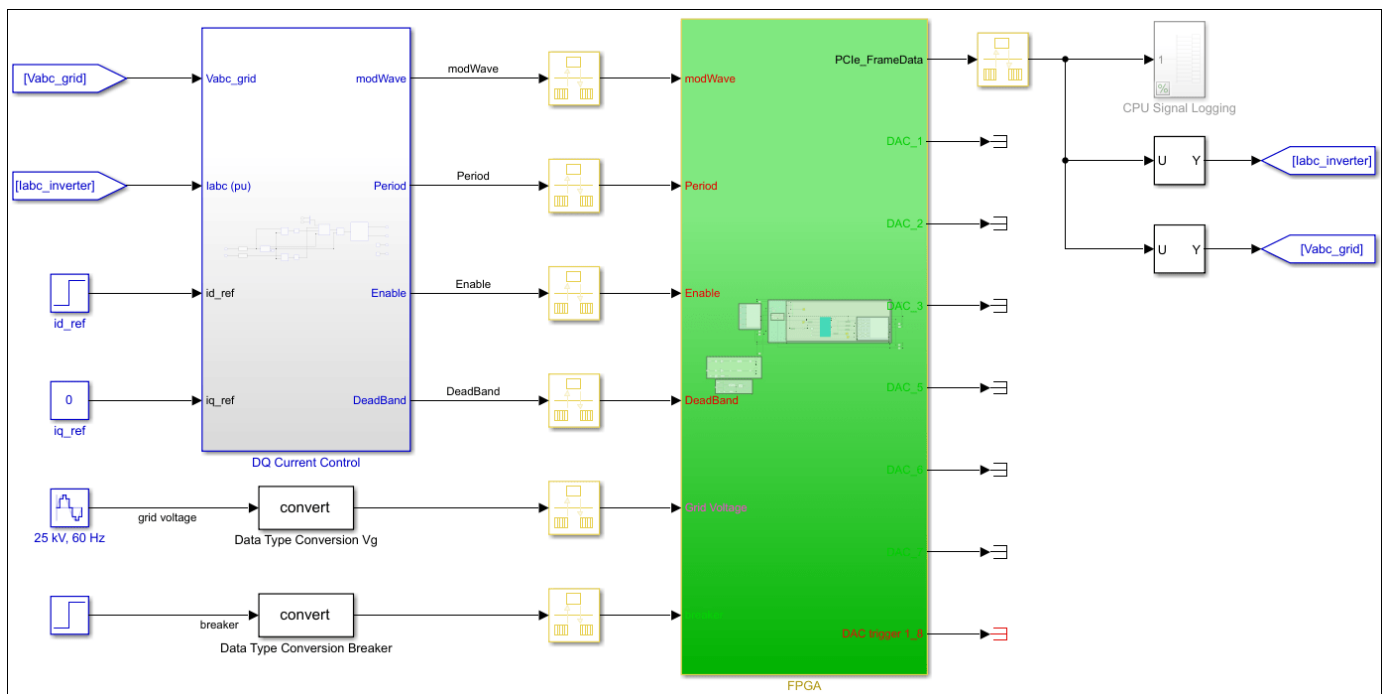 [Vabc_grid]
Vabc_grid
modWave
modWave
modWave
PCIe_FrameData
1
%
CPU Signal Logging
DAC_1
U
Y
[Iabc_inverter]
[Iabc_inverter]
Iabc (pu)
Period
Period
Period
DAC_2
U
Y
[Vabc_grid]
id_ref
id_ref
Enable
Enable
Enable
DAC_3
0
iq_ref
iq_ref
DeadBand
DeadBand
DeadBand
DAC_5
DQ Current Control
DAC_6
25 kV, 60 Hz
grid voltage
convert
Data Type Conversion Vg
Grid Voltage
DAC_7
breaker
convert
Data Type Conversion Breaker
breaker
DAC trigger 1_8
FPGA